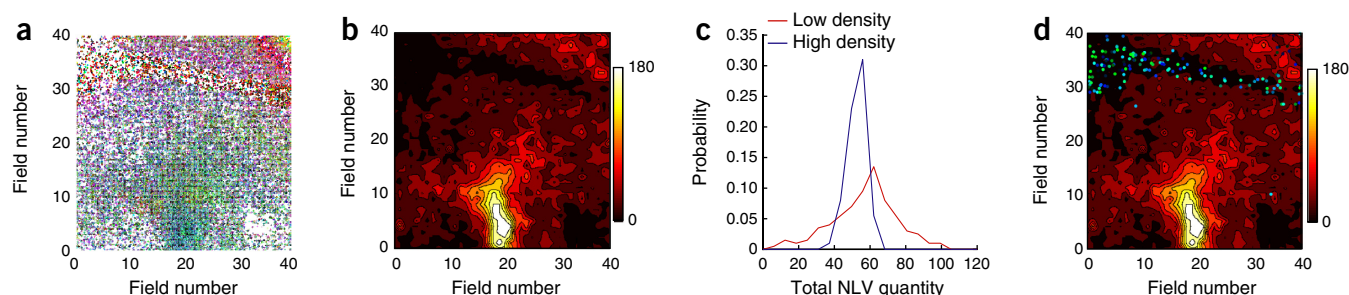 a
40
30
20
10
0
Field number
0 10 20 30 40
Field number
b
40
30
20
10
0
Field number
0 10 20 30 40
Field number
180
0
c
Low density
High density
0.35
0.30
0.25
0.20
0.15
0.10
0.05
0
Probability
0 20 40 60 80 100 120
Total NLV quantity
d
40
30
20
10
0
Field number
0 10 20 30 40
Field number
180
0